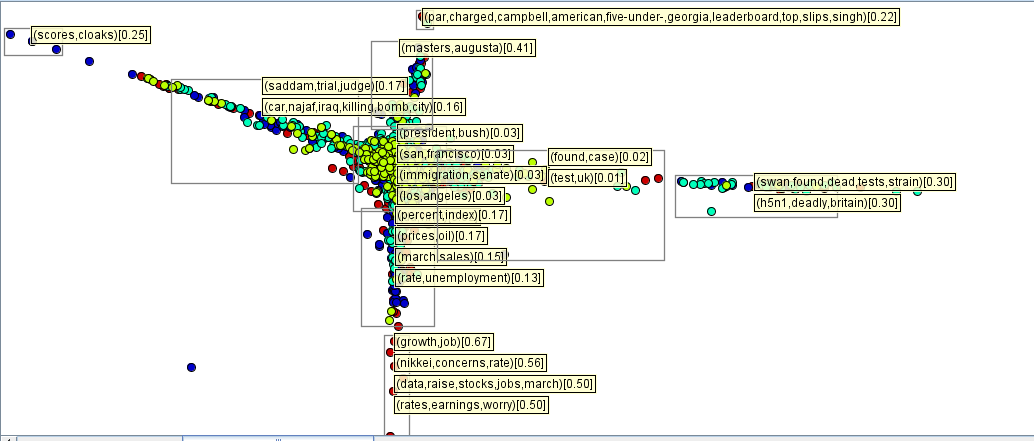 (par,charged,campbell,american,five-under-,georgia,leaderboard,top,slips,singh)[0.22]
(scores,cloaks)[0.25]
(masters,augusta)[0.41]
(saddam,trial,judge)[0.17]
(car,najaf,iraq,killing,bomb,city)[0.16]
(president,bush)[0.03]
(san,francisco)[0.03]
(found,case)[0.02]
(immigration,senate)[0.03]
(test,uk)[0.01]
(swan,found,dead,tests,strain)[0.30]
(los,angeles)[0.03]
(h5n1,deadly,britain)[0.30]
(percent,index)[0.17]
(prices,oil)[0.17]
(march,sales)[0.15]
(rate,unemployment)[0.13]
(growth,job)[0.67]
(nikkei,concerns,rate)[0.56]
(data,raise,stocks,jobs,march)[0.50]
(rates,earnings,worry)[0.50]